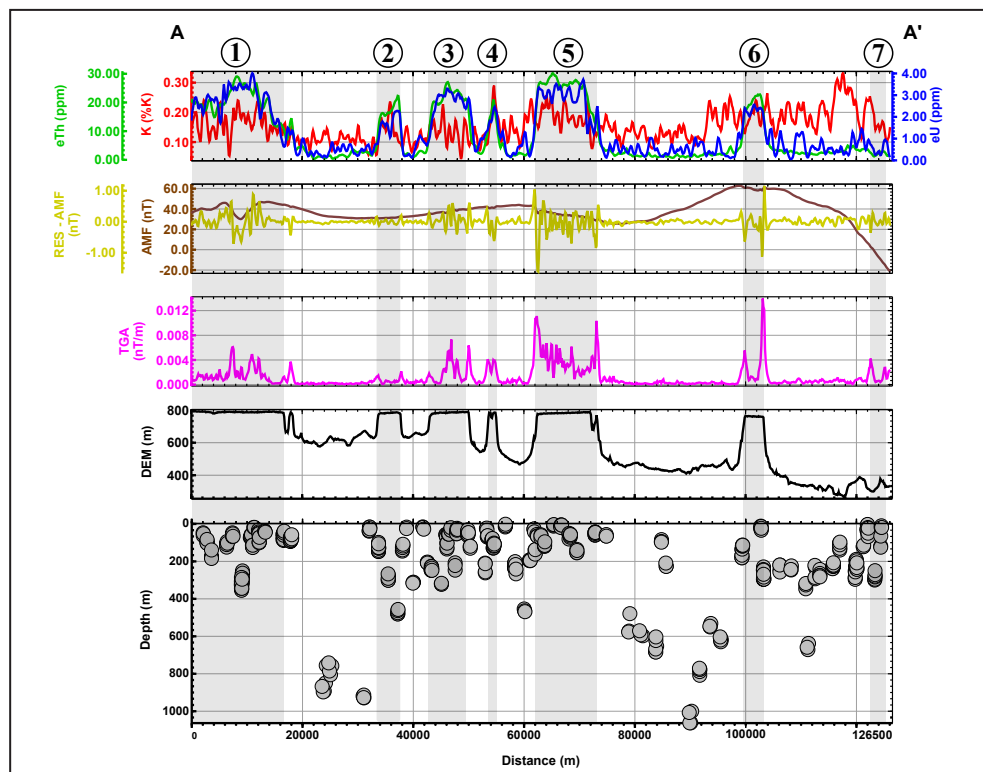 A A'
1 2 3 4 5 6 7
eTh (ppm)
30.00
20.00
10.00
0.00
K (%K)
0.30
0.20
0.10
4.00
3.00
2.00
1.00
0.00
eU (ppm)
RES - AMF
(nT)
1.00
0.00
-1.00
AMF (nT)
60.0
40.0
20.0
0.0
-20.0
TGA
(nT/m)
0.012
0.008
0.004
0.000
DEM (m)
800
600
400
Depth (m)
0
200
400
600
800
1000
0 20000 40000 60000 80000 100000 126500
Distance (m)